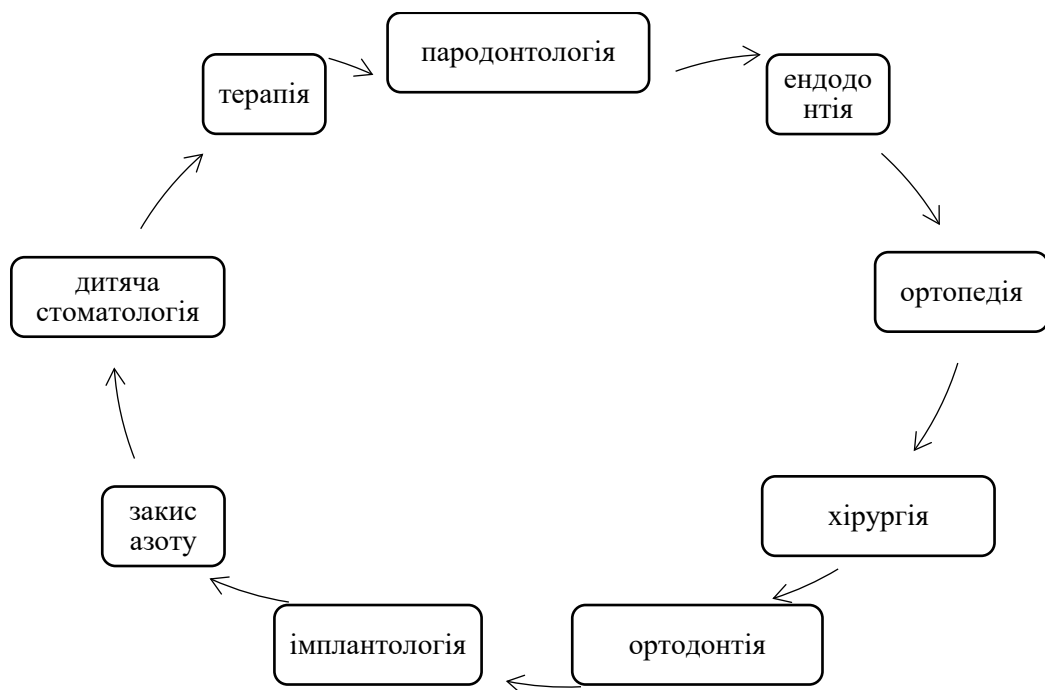 пародонтологія
ендодо
нтія
ортопедія
хірургія
ортодонтія
імплантологія
закис
азоту
дитяча
стоматологія
терапія